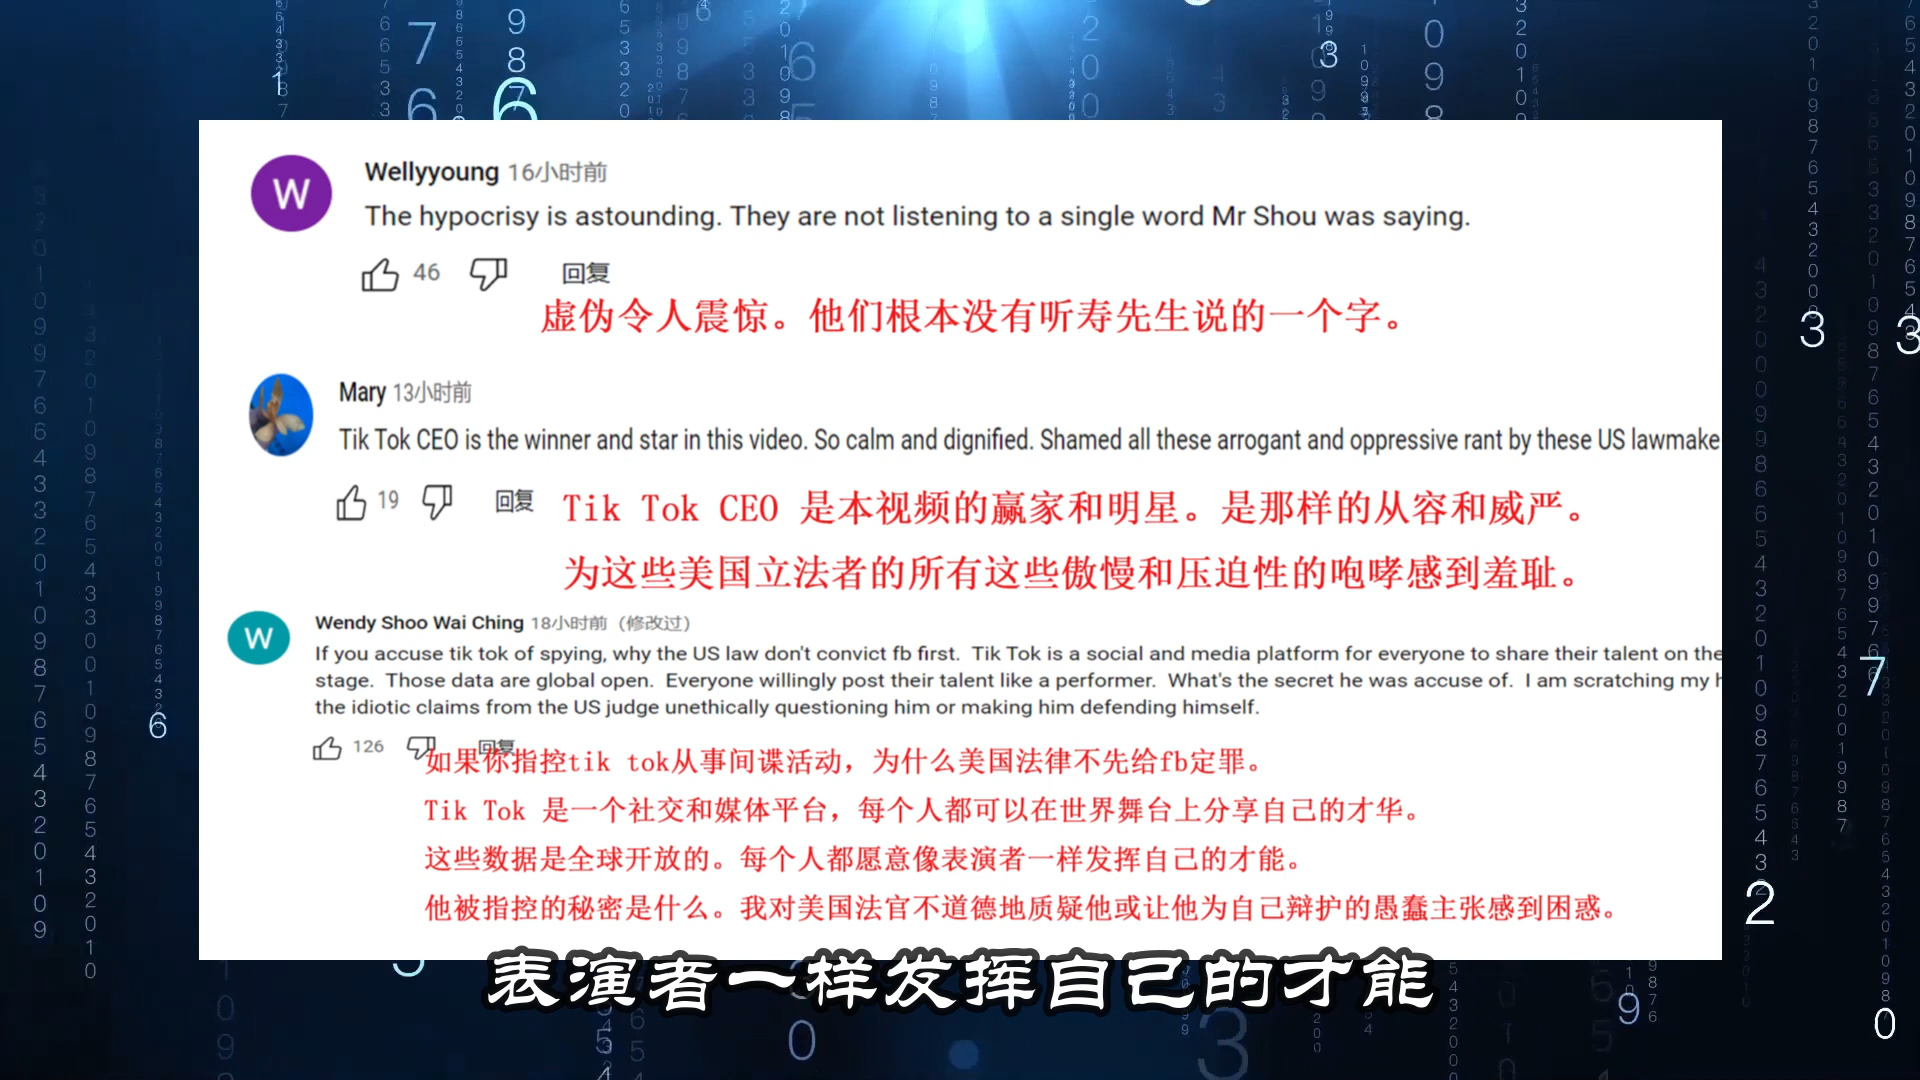 Wellyyoung 16小时前
The hypocrisy is astounding. They are not listening to a single word Mr Shou was saying.
46 回复
虚伪令人震惊。他们根本没有听寿先生说的一个字。
Mary 13小时前
Tik Tok CEO is the winner and star in this video. So calm and dignified. Shamed all these arrogant and oppressive rant by these US lawmake
19 回复 Tik Tok CEO 是本视频的赢家和明星。是那样的从容和威严。
为这些美国立法者的所有这些傲慢和压迫性的咆哮感到羞耻。
Wendy Shoo Wai Ching 18小时前 (修改过)
If you accuse tik tok of spying, why the US law don't convict fb first. Tik Tok is a social and media platform for everyone to share their talent on the
stage. Those data are global open. Everyone willingly post their talent like a performer. What's the secret he was accuse of. I am scratching my h
the idiotic claims from the US judge unethically questioning him or making him defending himself.
126 回复
如果你指控tik tok从事间谍活动，为什么美国法律不先给fb定罪。
Tik Tok 是一个社交和媒体平台，每个人都可以在世界舞台上分享自己的才华。
这些数据是全球开放的。每个人都愿意像表演者一样发挥自己的才能。
他被指控的秘密是什么。我对美国法官不道德地质疑他或让他为自己辩护的愚蠢主张感到困惑。
表演者一样发挥自己的才能